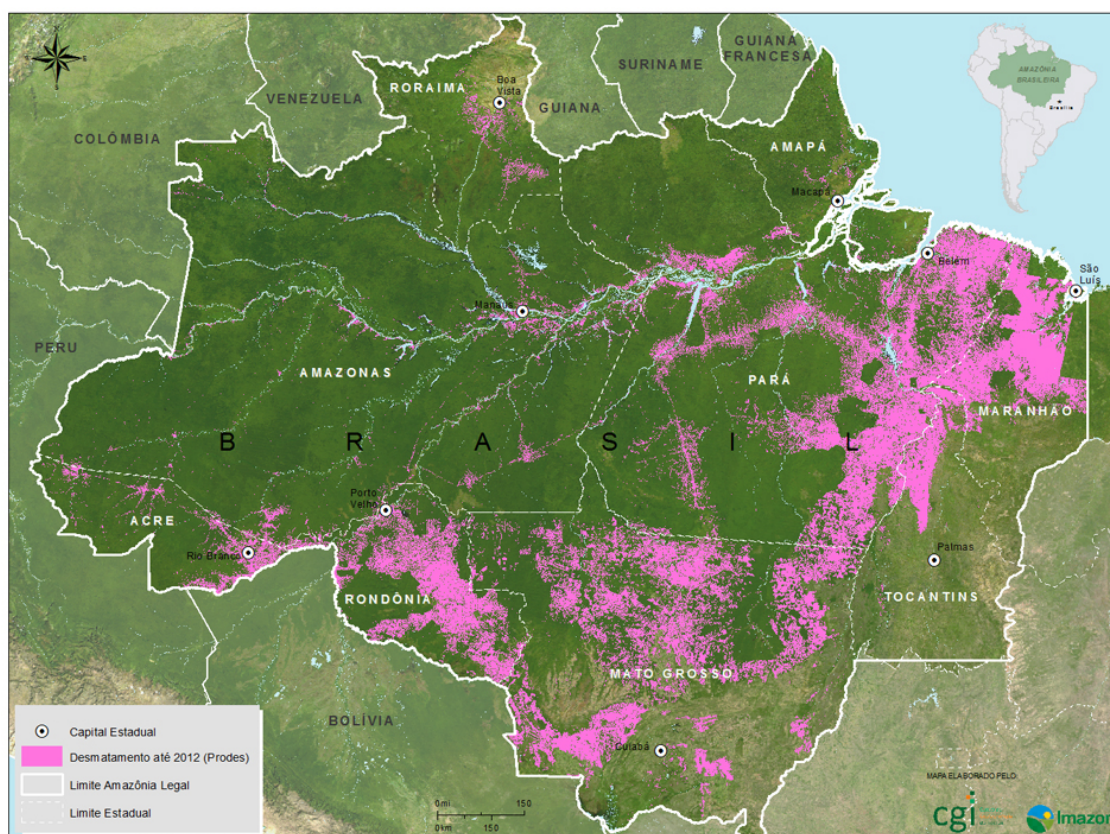 GUIANA
FRANCESA
SURINAME
AMAZÔNIA
BRASILEIRA
Brasília
VENEZUELA
RORAIMA
Boa
Vista
GUIANA
COLÔMBIA
AMAPÁ
Macapá
Belém
São
Luís
Manaus
PERU
AMAZONAS
PARÁ
MARANHÃO
B R A S I L
Porto
Velho
ACRE
Rio Branco
Palmas
RONDÔNIA
TOCANTINS
MATO GROSSO
BOLÍVIA
Cuiabá
Capital Estadual
Desmatamento até 2012 (Prodes)
Limite Amazônia Legal
Limite Estadual
0mi 150
0km 150
MAPA ELABORADO PELO:
cgi
Imazon